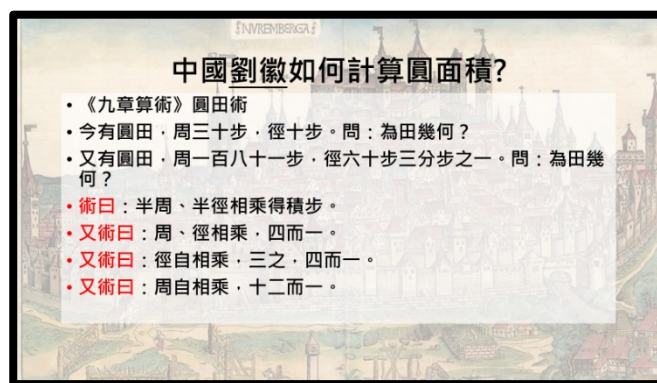 NVREMBERGA
中國劉徽如何計算圓面積?
• 《九章算術》圓田術
• 今有圓田，周三十步，徑十步。問：為田幾何？
• 又有圓田，周一百八十一步，徑六十步三分步之一。問：為田幾
何？
• 術曰：半周、半徑相乘得積步。
• 又術曰：周、徑相乘，四而一。
• 又術曰：徑自相乘，三之，四而一。
• 又術曰：周自相乘，十二而一。